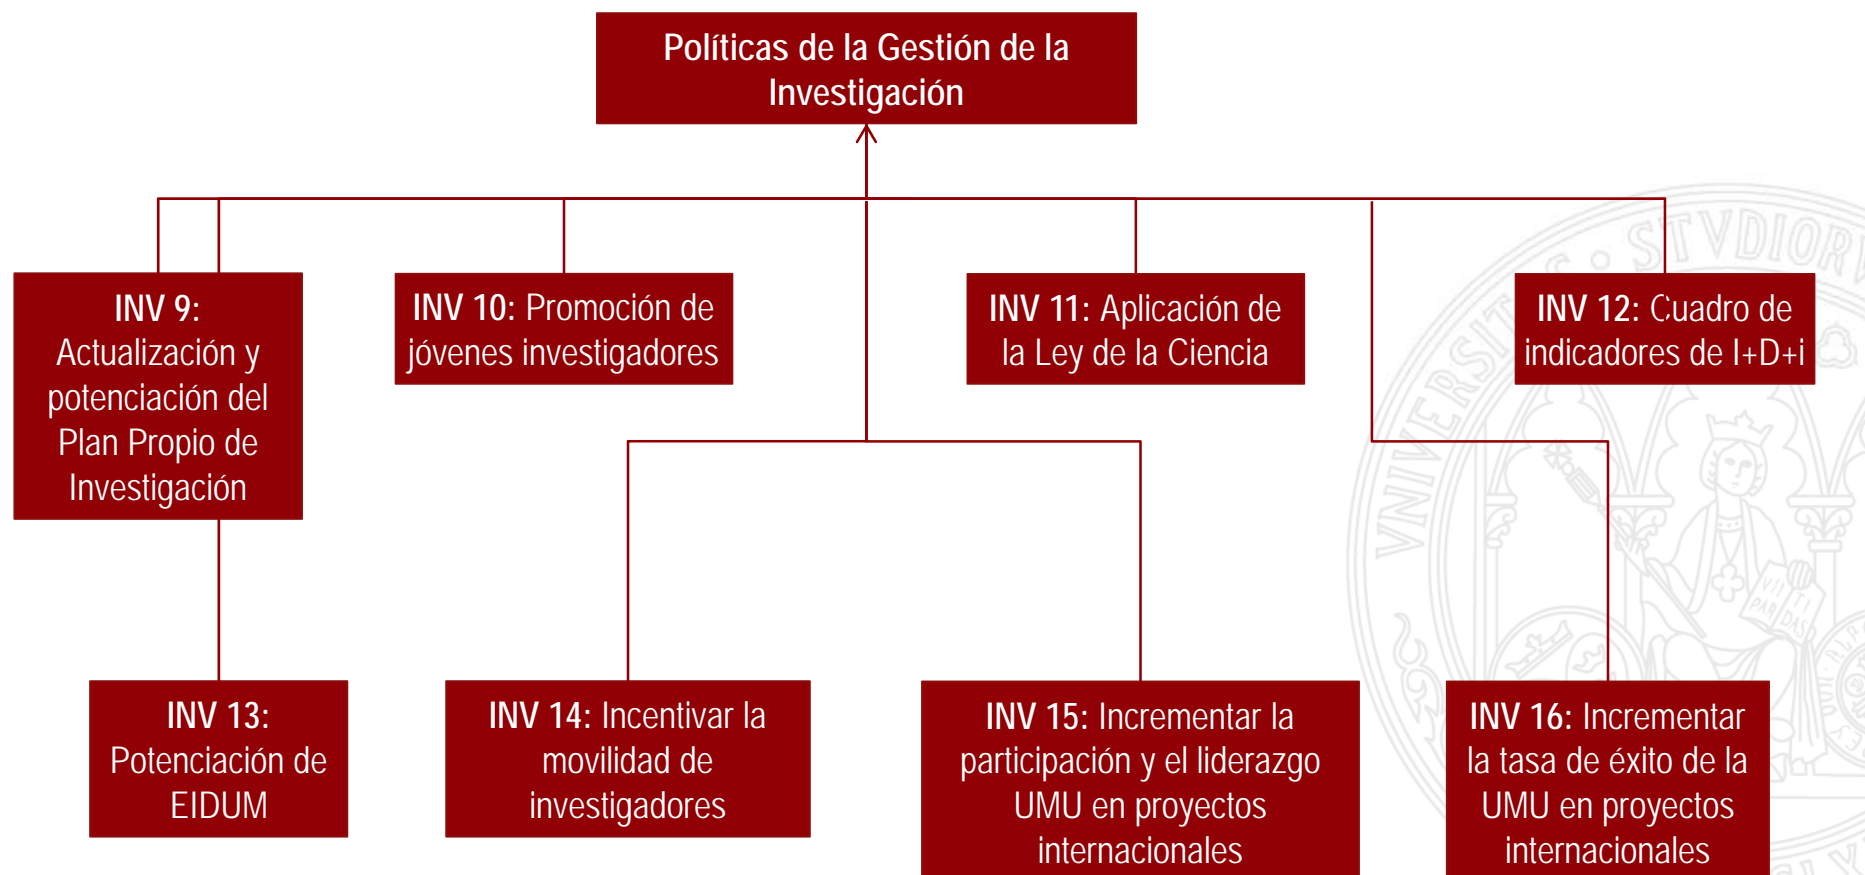 Políticas de la Gestión de la
Investigación
INV 9:
Actualización y
potenciación del
Plan Propio de
Investigación
INV 10: Promoción de
jóvenes investigadores
INV 11: Aplicación de
la Ley de la Ciencia
INV 12: Cuadro de
indicadores de I+D+i
INV 13:
Potenciación de
EIDUM
INV 14: Incentivar la
movilidad de
investigadores
INV 15: Incrementar la
participación y el liderazgo
UMU en proyectos
internacionales
INV 16: Incrementar
la tasa de éxito de la
UMU en proyectos
internacionales